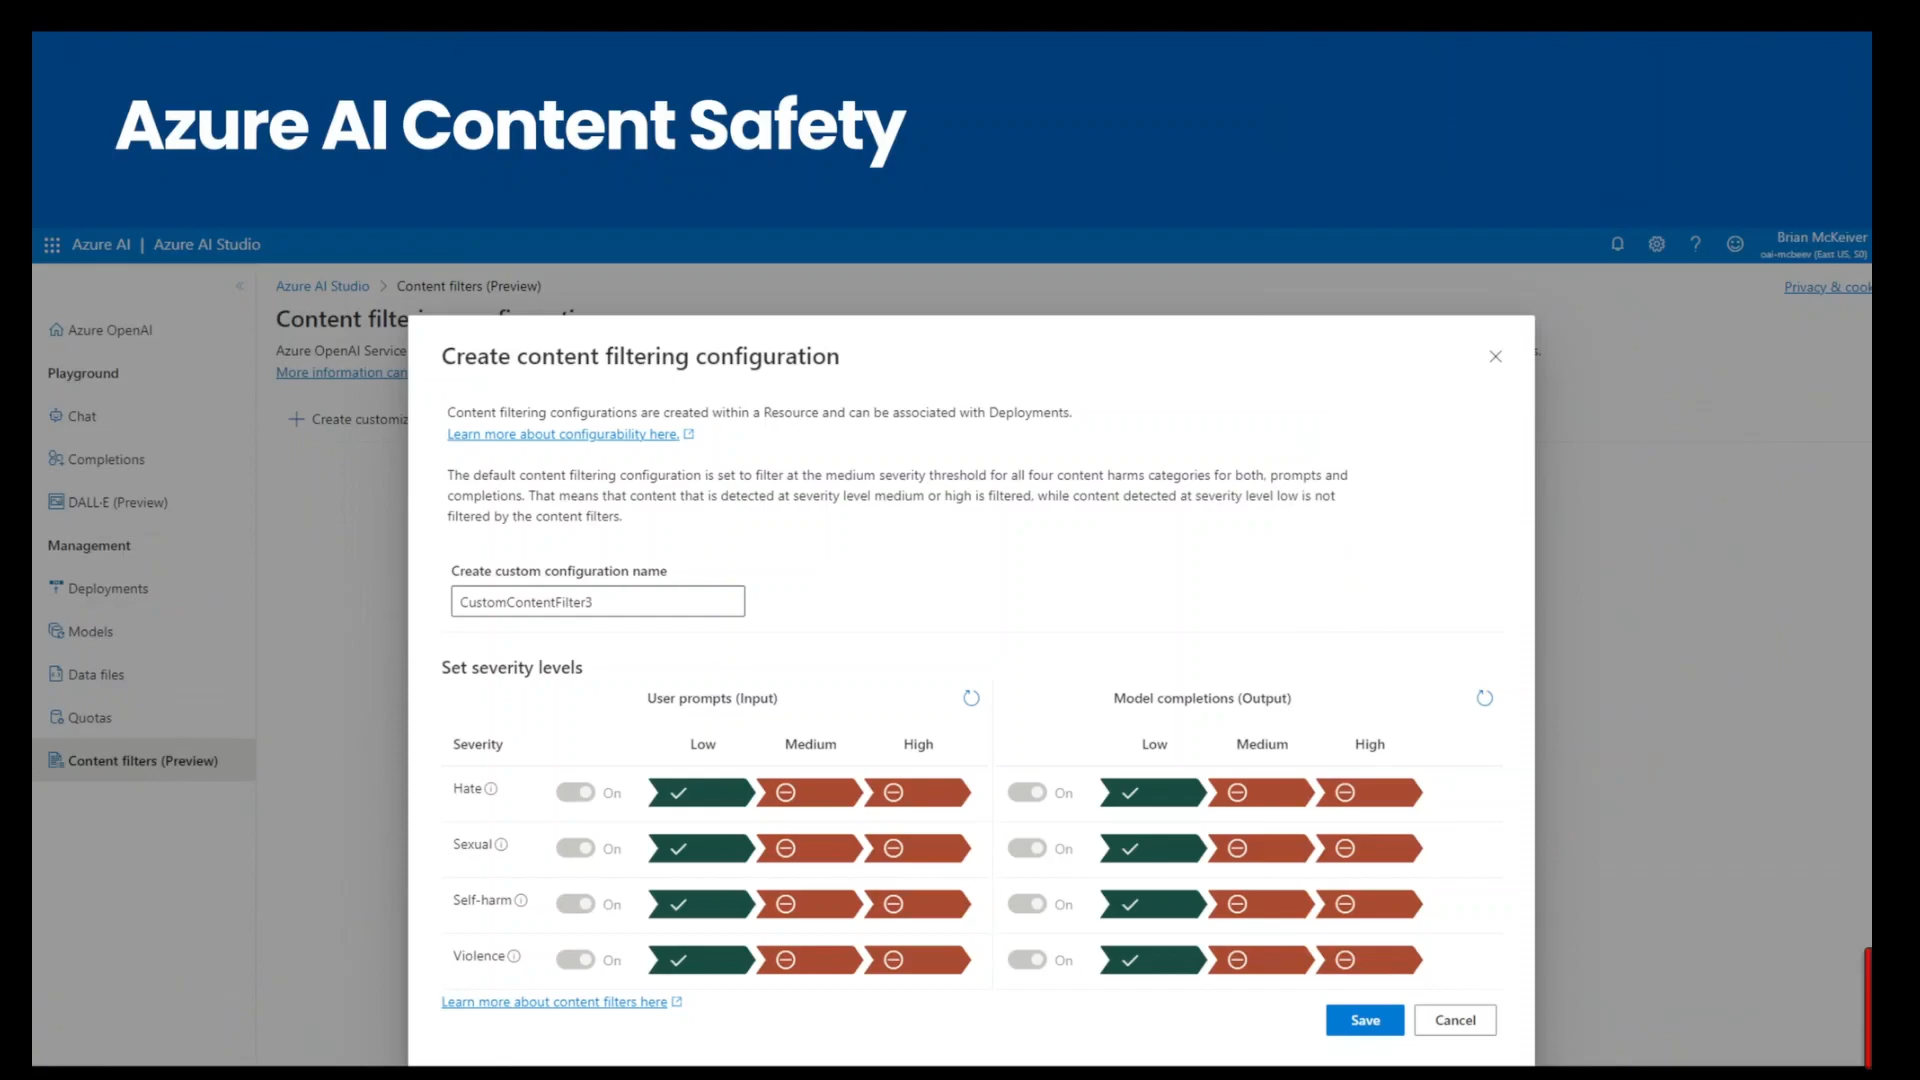 Azure AI Content Safety
Azure AI | Azure AI Studio
Brian McKeiver
oai-mcbeev (East US, S0)
Azure AI Studio > Content filters (Preview)
Privacy & cook
Content filte
Azure OpenAI Service
More information can
Create customiz
Azure OpenAI
Playground
Chat
Completions
DALL·E (Preview)
Management
Deployments
Models
Data files
Quotas
Content filters (Preview)
Create content filtering configuration
Content filtering configurations are created within a Resource and can be associated with Deployments.
Learn more about configurability here.
The default content filtering configuration is set to filter at the medium severity threshold for all four content harms categories for both, prompts and
completions. That means that content that is detected at severity level medium or high is filtered, while content detected at severity level low is not
filtered by the content filters.
Create custom configuration name
CustomContentFilter3
Set severity levels
User prompts (Input) Model completions (Output)
Severity Low Medium High Low Medium High
Hate On On
Sexual On On
Self-harm On On
Violence On On
Learn more about content filters here
Save Cancel